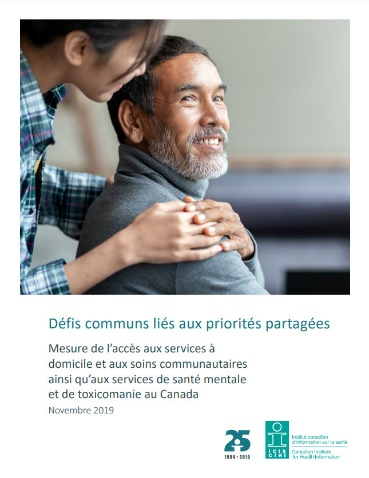 Défis communs liés aux priorités partagées
Mesure de l'accès aux services à
domicile et aux soins communautaires
ainsi qu'aux services de santé mentale
et de toxicomanie au Canada
Novembre 2019
25
1994 – 2019
ICIS
CIHI
Institut canadien
d'information sur la santé
Canadian Institute
for Health Information